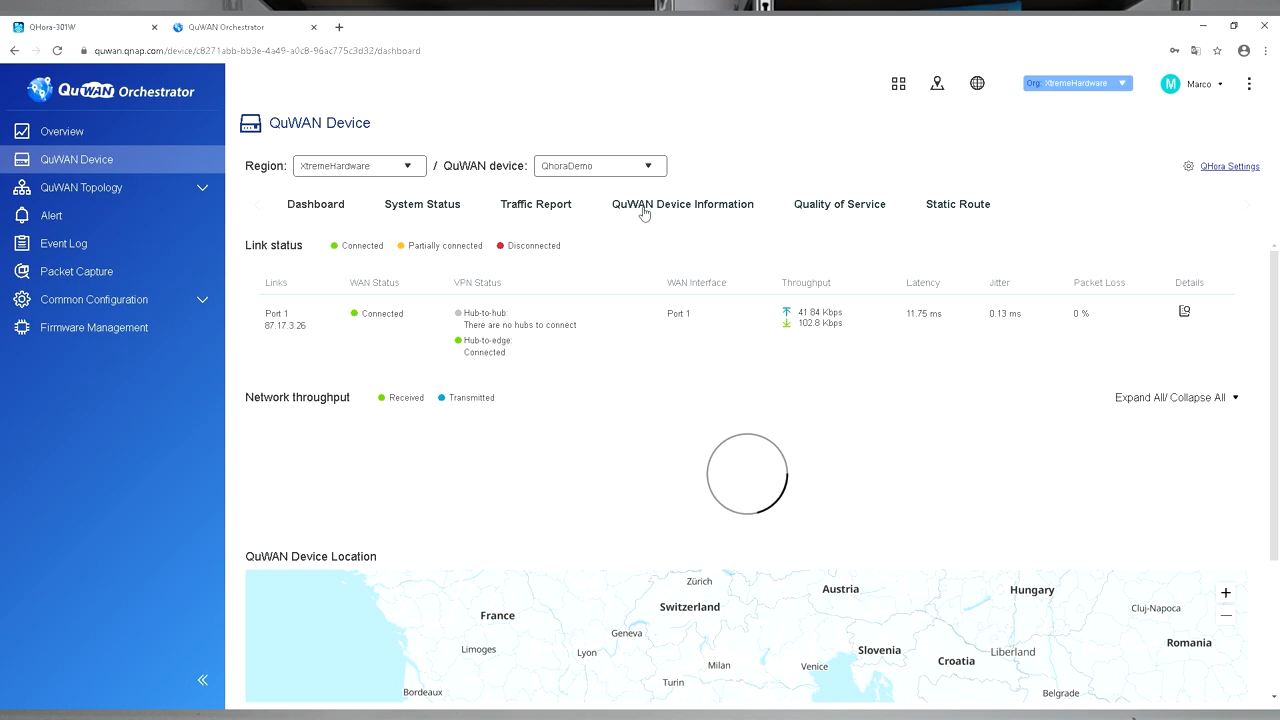 QHora-301W
QuWAN Orchestrator
quwan.qnap.com/device/c8271abb-bb3e-4a49-a0c8-96ac775c3d32/dashboard
QuWAN Orchestrator
Org: XtremeHardware
M
Marco
Overview
QuWAN Device
QuWAN Topology
Alert
Event Log
Packet Capture
Common Configuration
Firmware Management
QuWAN Device
Region: XtremeHardware / QuWAN device: QhoraDemo
QHora Settings
Dashboard System Status Traffic Report QuWAN Device Information Quality of Service Static Route
Link status Connected Partially connected Disconnected
Links WAN Status VPN Status WAN Interface Throughput Latency Jitter Packet Loss Details
Port 1 Connected Hub-to-hub: Port 1 41.84 Kbps 11.75 ms 0.13 ms 0 %
87.17.3.26 There are no hubs to connect 102.8 Kbps
Hub-to-edge:
Connected
Network throughput Received Transmitted Expand All/ Collapse All
QuWAN Device Location
Zürich
Austria
Hungary
Switzerland
Cluj-Napoca
France
Geneva
Romania
Limoges
Lyon
Slovenia
Liberland
Croatia
Milan
Venice
Turin
Bordeaux
Belgrade